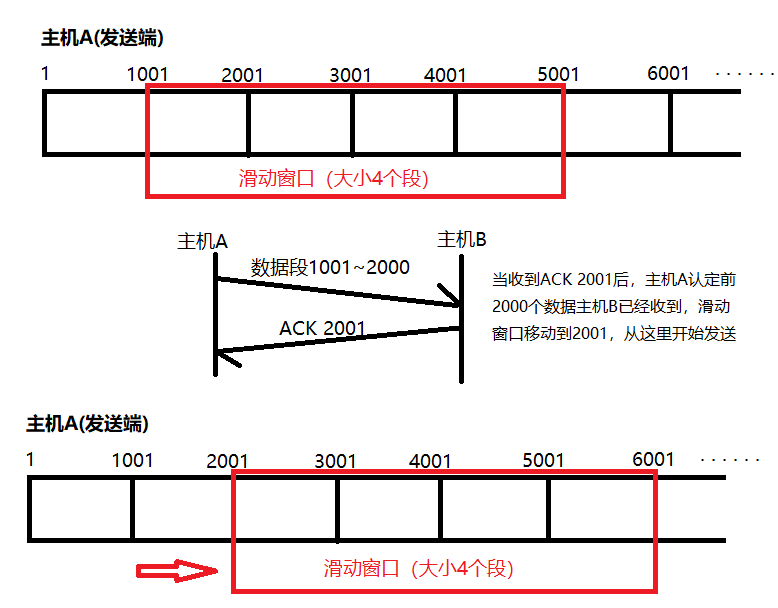 主机A(发送端)
1 1001 2001 3001 4001 5001 6001 ······
滑动窗口（大小4个段）
主机A 主机B
数据段1001~2000
ACK 2001
当收到ACK 2001后，主机A认定前
2000个数据主机B已经收到，滑动
窗口移动到2001，从这里开始发送
主机A(发送端)
1 1001 2001 3001 4001 5001 6001 ······
滑动窗口（大小4个段）